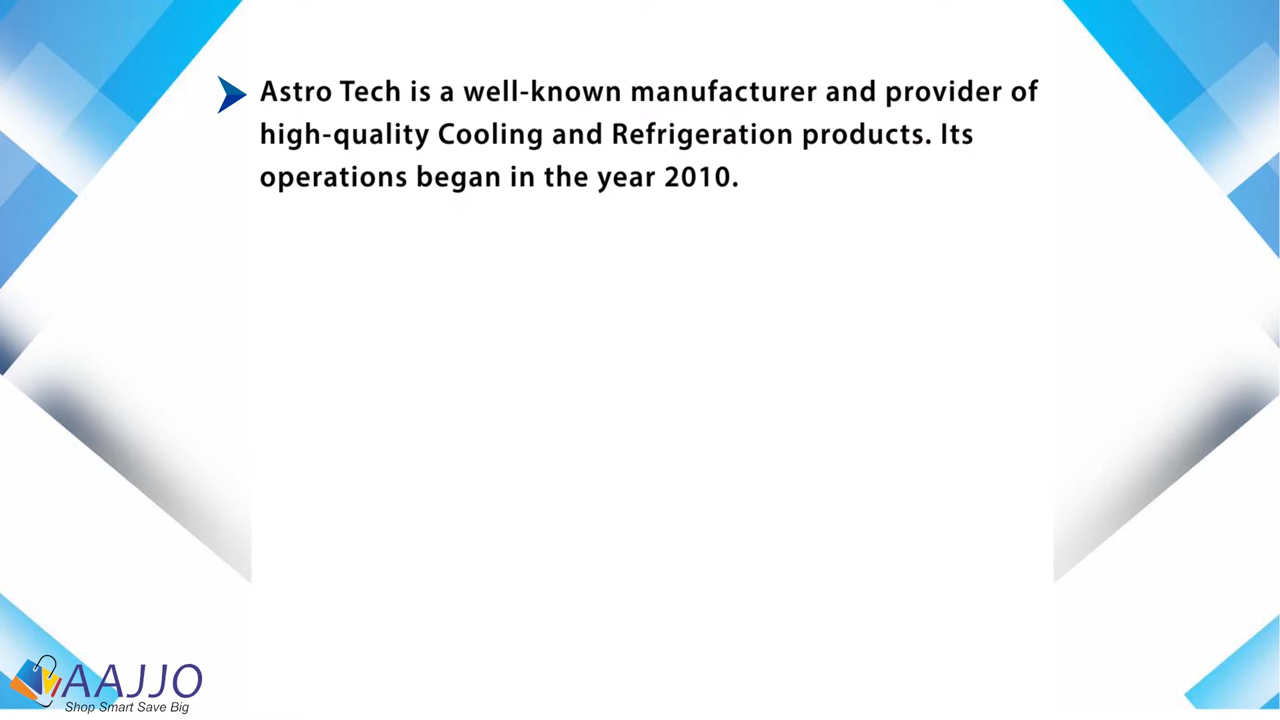 Astro Tech is a well-known manufacturer and provider of
high-quality Cooling and Refrigeration products. Its
operations began in the year 2010.
AAJJO
Shop Smart Save Big